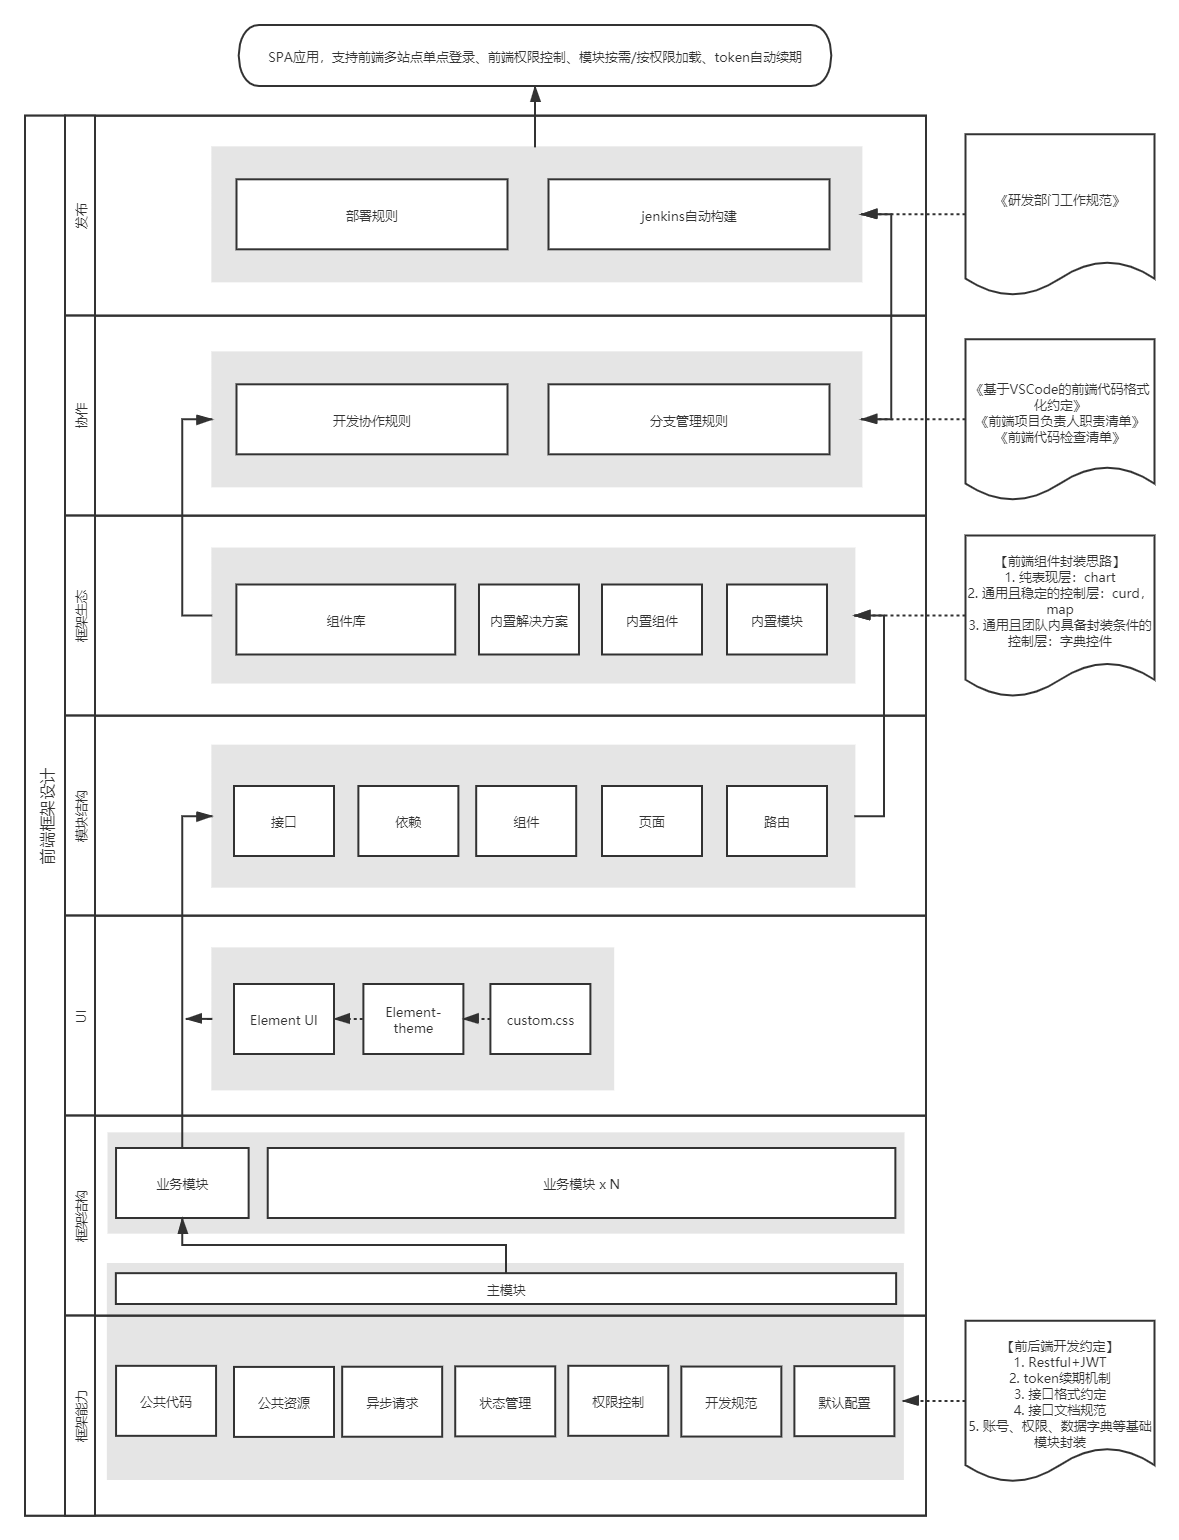 SPA应用，支持前端多站点单点登录、前端权限控制、模块按需/按权限加载、token自动续期
前端框架设计
发布
部署规则
jenkins自动构建
《研发部门工作规范》
协作
开发协作规则
分支管理规则
《基于VSCode的前端代码格式
化约定》
《前端项目负责人职责清单》
《前端代码检查清单》
框架生态
组件库
内置解决方案
内置组件
内置模块
【前端组件封装思路】
1. 纯表现层：chart
2. 通用且稳定的控制层：curd，
map
3. 通用且团队内具备封装条件的
控制层：字典控件
模块结构
接口
依赖
组件
页面
路由
UI
Element UI
Element-
theme
custom.css
框架结构
业务模块
业务模块 x N
主模块
框架能力
公共代码
公共资源
异步请求
状态管理
权限控制
开发规范
默认配置
【前后端开发约定】
1. Restful+JWT
2. token续期机制
3. 接口格式约定
4. 接口文档规范
5. 账号、权限、数据字典等基础
模块封装